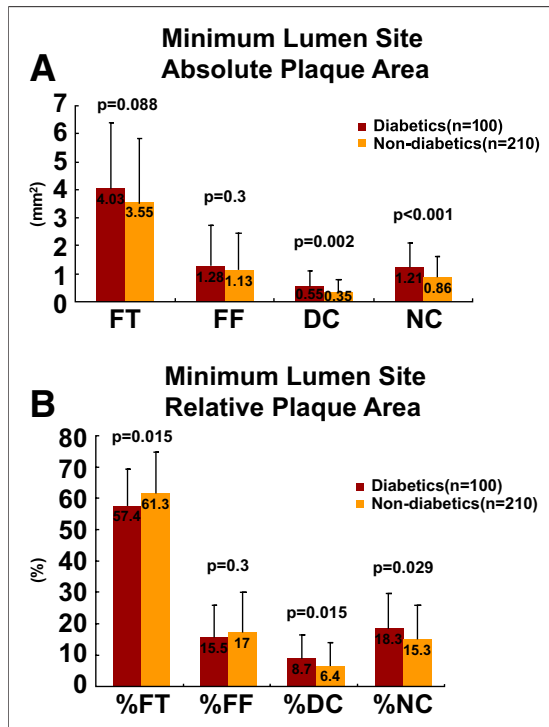 A
Minimum Lumen Site
Absolute Plaque Area
7
6
5
4
3
2
1
0
(mm²)
p=0.088
p=0.3
p=0.002
p<0.001
Diabetics(n=100)
Non-diabetics(n=210)
4.03
3.55
1.28
1.13
0.55
0.35
1.21
0.86
FT
FF
DC
NC
B
Minimum Lumen Site
Relative Plaque Area
80
70
60
50
40
30
20
10
0
(%)
p=0.015
p=0.3
p=0.015
p=0.029
Diabetics(n=100)
Non-diabetics(n=210)
57.4
61.3
15.5
17
8.7
6.4
18.3
15.3
%FT
%FF
%DC
%NC